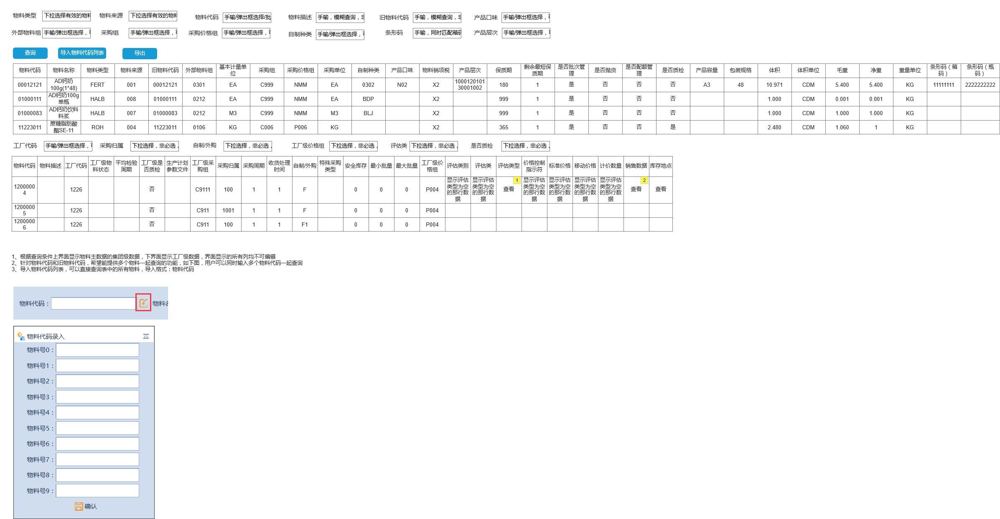 物料类型 下拉选择有效的物料 物料来源 下拉选择有效的物料 物料代码 手输/弹出框选择/批 物料描述 手输，模糊查询，非 旧物料代码 手输，模糊查询，非 产品口味 手输/弹出框选择，可
外部物料组 手输/弹出框选择，可 采购组 手输/弹出框选择，可 采购价格组 手输/弹出框选择，可 自制种类 手输/弹出框选择，可 条形码 手输，同时匹配箱码 产品层次 手输/弹出框选择，可
查询 导入物料代码列表 导出
物料代码 物料名称 物料类型 物料来源 旧物料代码 外部物料组 基本计量单位 采购组 采购价格组 采购单位 自制种类 产品口味 物料销项税 产品层次 保质期 剩余最短保质期 是否批次管理 是否抛货 是否配额管理 是否质检 产品容量 包装规格 体积 体积单位 毛重 净重 重量单位 条形码（箱码） 条形码（瓶码）
00012121 AD钙奶100g(1*48) FERT 001 00012121 0301 EA C999 NMM EA 0302 N02 X2 100012010130001002 180 1 是 否 否 否 A3 48 10.971 CDM 5.400 5.400 KG 11111111 2222222222
01000111 AD钙奶100g单瓶 HALB 008 01000111 0212 EA C999 NMM EA BDP X2 999 1 是 否 否 否 1.000 CDM 0.001 0.001 KG
01000083 AD钙奶饮料料浆 HALB 007 01000083 0212 M3 C999 NMM M3 BLJ X2 999 1 是 否 否 否 1.000 CDM 1.000 1.000 KG
11223011 蔗糖脂肪酸酯SE-11 ROH 004 11223011 0106 KG C006 P006 KG X2 365 1 是 否 否 是 2.480 CDM 1.060 1 KG
工厂代码 手输/弹出框选择，可 采购归属 下拉选择，非必选， 自制/外购 下拉选择，非必选， 工厂级价格组 下拉选择，非必选， 评估类 下拉选择，非必选， 是否质检 下拉选择，非必选，
物料代码 物料描述 工厂代码 工厂级物料状态 平均检验周期 工厂级是否质检 生产计划参数文件 工厂级采购组 采购归属 采购周期 收货处理时间 自制/外购 特殊采购类型 安全库存 最小批量 最大批量 工厂级价格组 评估类别 评估类 评估类型 价格控制指示符 标准价格 移动价格 计价数量 销售数据 库存地点
12000004 1226 否 C9111 100 1 1 F 0 0 0 P004 显示评估类型为空的那行数据 显示评估类型为空的那行数据 查看 1 显示评估类型为空的那行数据 显示评估类型为空的那行数据 显示评估类型为空的那行数据 显示评估类型为空的那行数据 查看 2 查看
12000005 1226 否 C911 1001 1 1 F 0 0 0 P004
12000006 1226 否 C911 100 1 1 F1 0 0 0 P004
1、根据查询条件上界面显示物料主数据的集团级数据，下界面显示工厂级数据，界面显示的所有列均不可编辑
2、针对物料代码和旧物料代码，希望能提供多个物料一起查询的功能，如下图，用户可以同时输入多个物料代码一起查询
3、导入物料代码列表，可以直接查询表中的所有物料，导入格式：物料代码
物料代码： 物料名
物料代码录入
物料号0：
物料号1：
物料号2：
物料号3：
物料号4：
物料号5：
物料号6：
物料号7：
物料号8：
物料号9：
确认